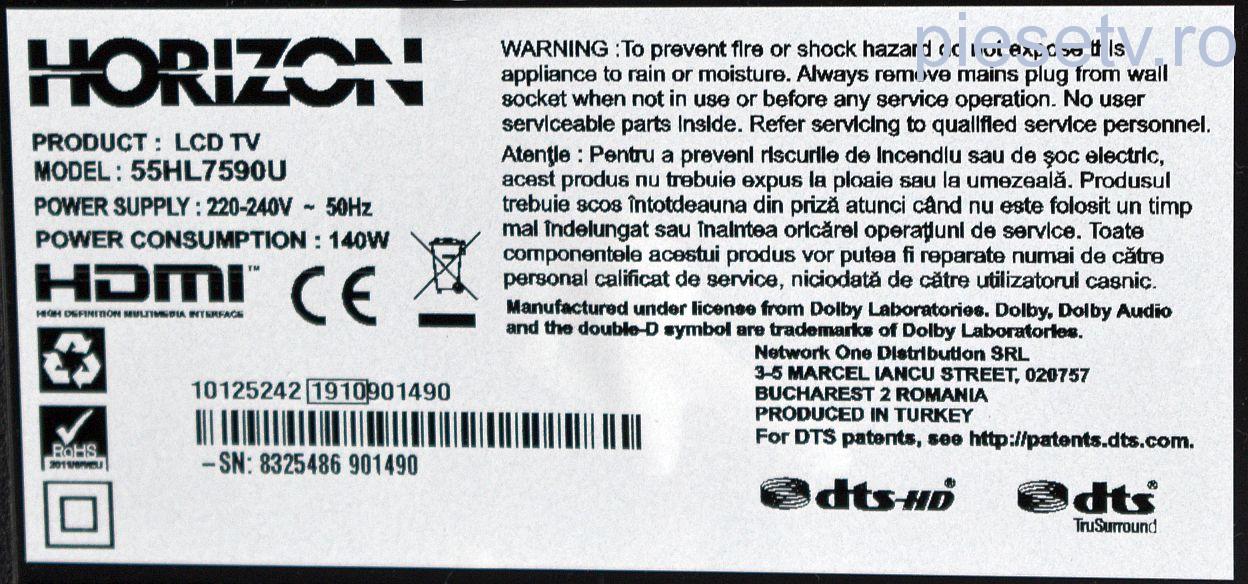 piesetv.ro
HORIZON
PRODUCT : LCD TV
MODEL : 55HL7590U
POWER SUPPLY : 220-240V ~ 50Hz
POWER CONSUMPTION : 140W
HDMI™
HIGH DEFINITION MULTIMEDIA INTERFACE
CE
RoHS
10125242 1910901490
-SN: 8325486 901490
WARNING :To prevent fire or shock hazard do not expose this
appliance to rain or moisture. Always remove mains plug from wall
socket when not in use or before any service operation. No user
serviceable parts inside. Refer servicing to qualified service personnel.
Atenţie : Pentru a preveni riscurile de incendiu sau de şoc electric,
acest produs nu trebuie expus la ploaie sau la umezeală. Produsul
trebuie scos întotdeauna din priză atunci când nu este folosit un timp
mai îndelungat sau înaintea oricărei operaţiuni de service. Toate
componentele acestui produs vor putea fi reparate numai de către
personal calificat de service, niciodată de către utilizatorul casnic.
Manufactured under license from Dolby Laboratories. Dolby, Dolby Audio
and the double-D symbol are trademarks of Dolby Laboratories.
Network One Distribution SRL
3-5 MARCEL IANCU STREET, 020757
BUCHAREST 2 ROMANIA
PRODUCED IN TURKEY
For DTS patents, see http://patents.dts.com.
dts-HD®
dts®
TruSurround